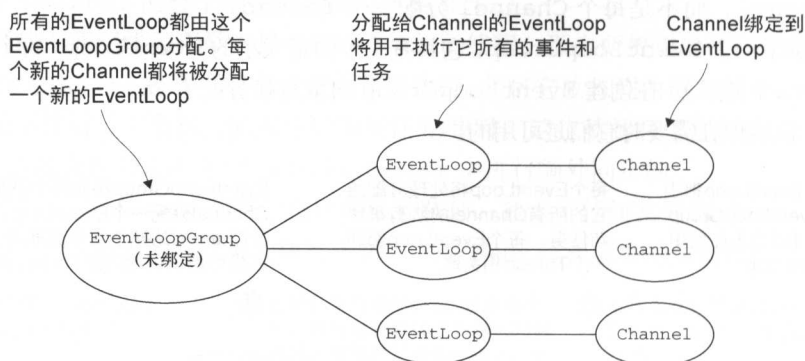 所有的EventLoop都由这个
EventLoopGroup分配。每
个新的Channel都将被分配
一个新的EventLoop
分配给Channel的EventLoop
将用于执行它所有的事件和
任务
Channel绑定到
EventLoop
EventLoopGroup
(未绑定)
EventLoop
Channel
EventLoop
Channel
EventLoop
Channel